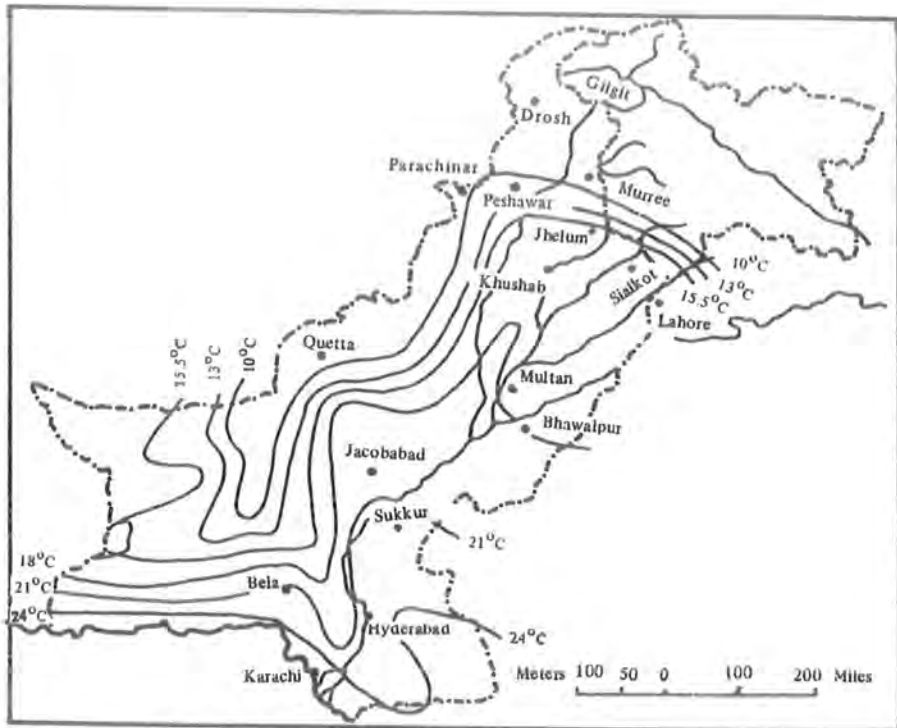 Gilgit
Drosh
Parachinar
Murree
Peshawar
Jhelum
Khushab
Sialkot
10°C
13°C
15.5°C
Lahore
Quetta
15.5°C
13°C
10°C
Multan
Bhawalpur
Jacobabad
Sukkur
21°C
18°C
21°C
24°C
Bela
Hyderabad
24°C
Karachi
Meters 100 50 0 100 200 Miles